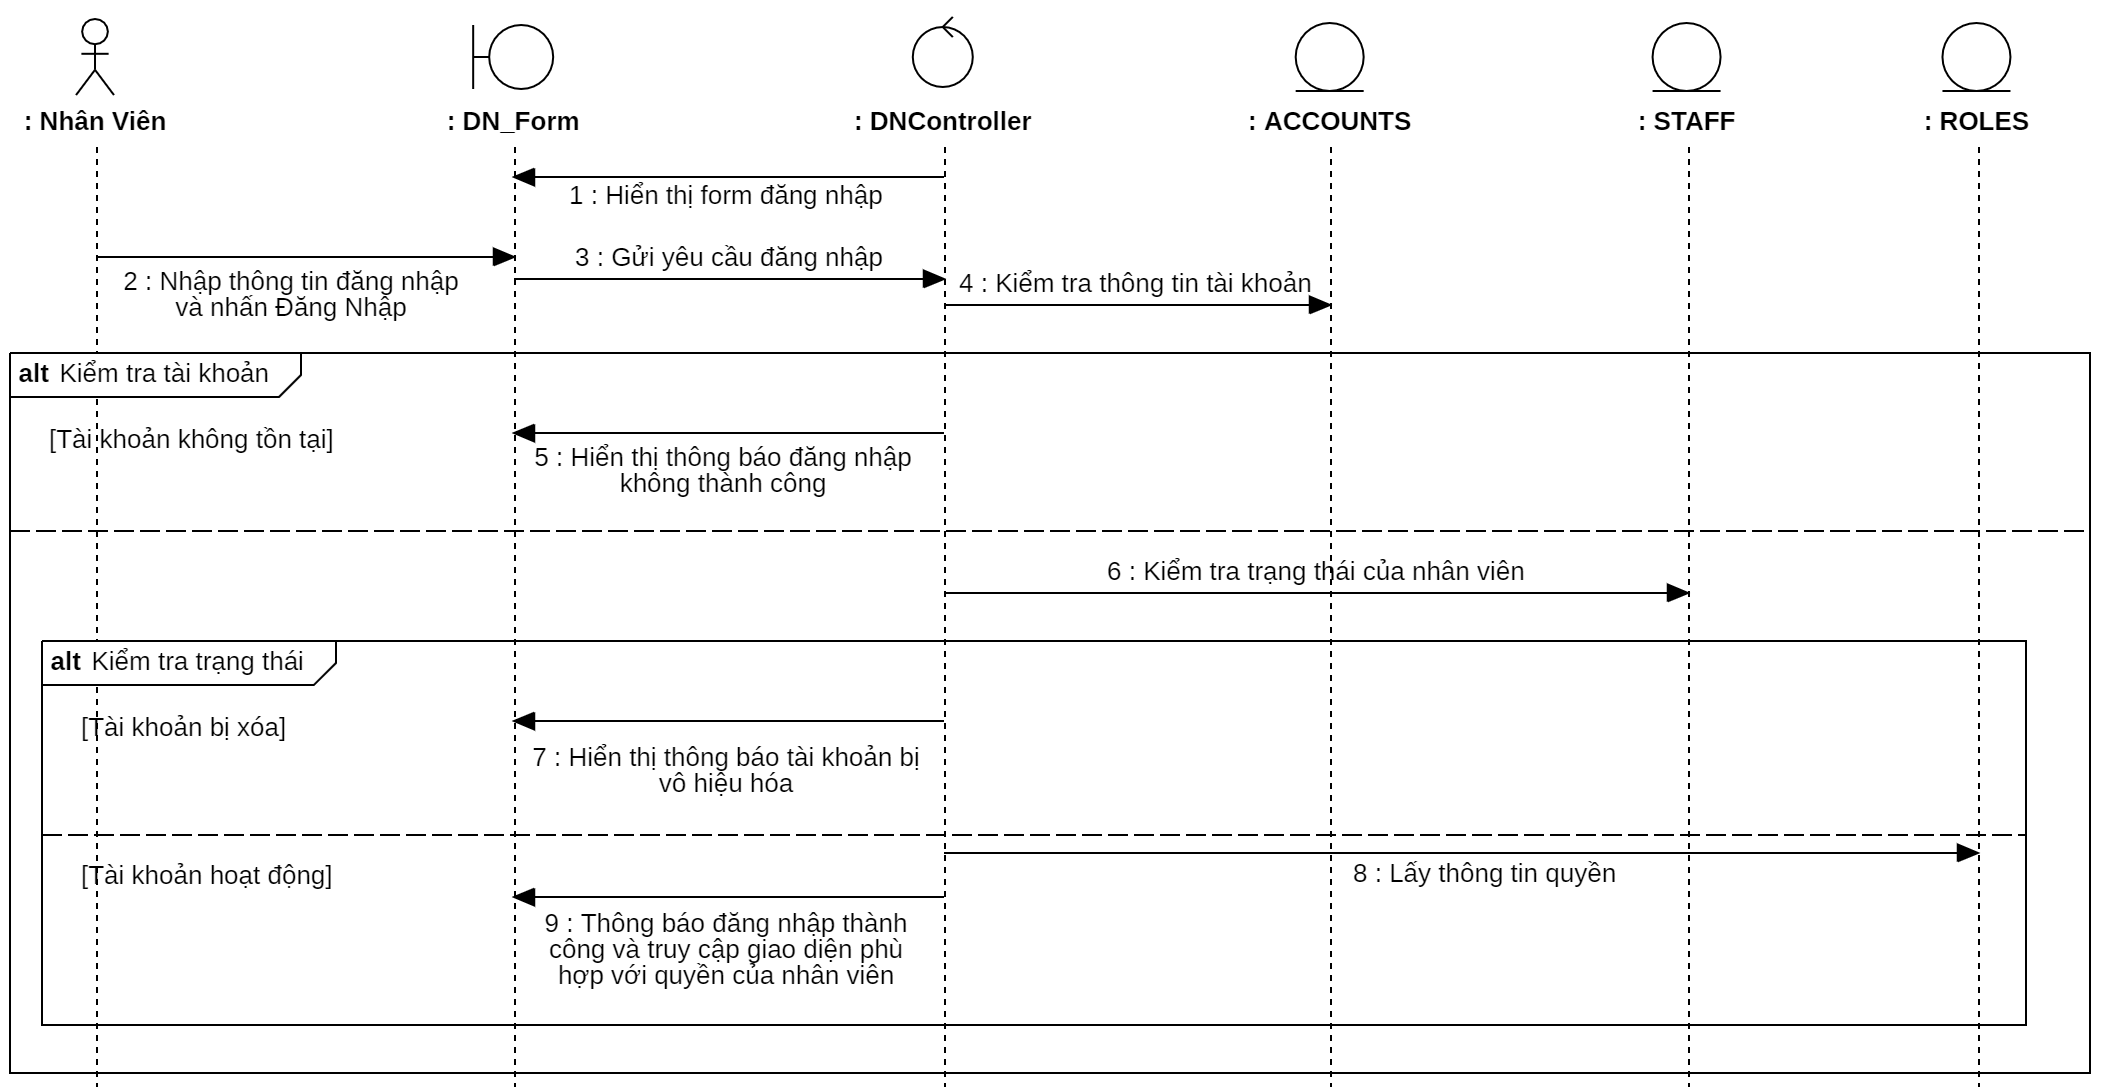 : Nhân Viên
: DN_Form
: DNController
: ACCOUNTS
: STAFF
: ROLES
1 : Hiển thị form đăng nhập
2 : Nhập thông tin đăng nhập
và nhấn Đăng Nhập
3 : Gửi yêu cầu đăng nhập
4 : Kiểm tra thông tin tài khoản
alt Kiểm tra tài khoản
[Tài khoản không tồn tại]
5 : Hiển thị thông báo đăng nhập
không thành công
6 : Kiểm tra trạng thái của nhân viên
alt Kiểm tra trạng thái
[Tài khoản bị xóa]
7 : Hiển thị thông báo tài khoản bị
vô hiệu hóa
[Tài khoản hoạt động]
8 : Lấy thông tin quyền
9 : Thông báo đăng nhập thành
công và truy cập giao diện phù
hợp với quyền của nhân viên